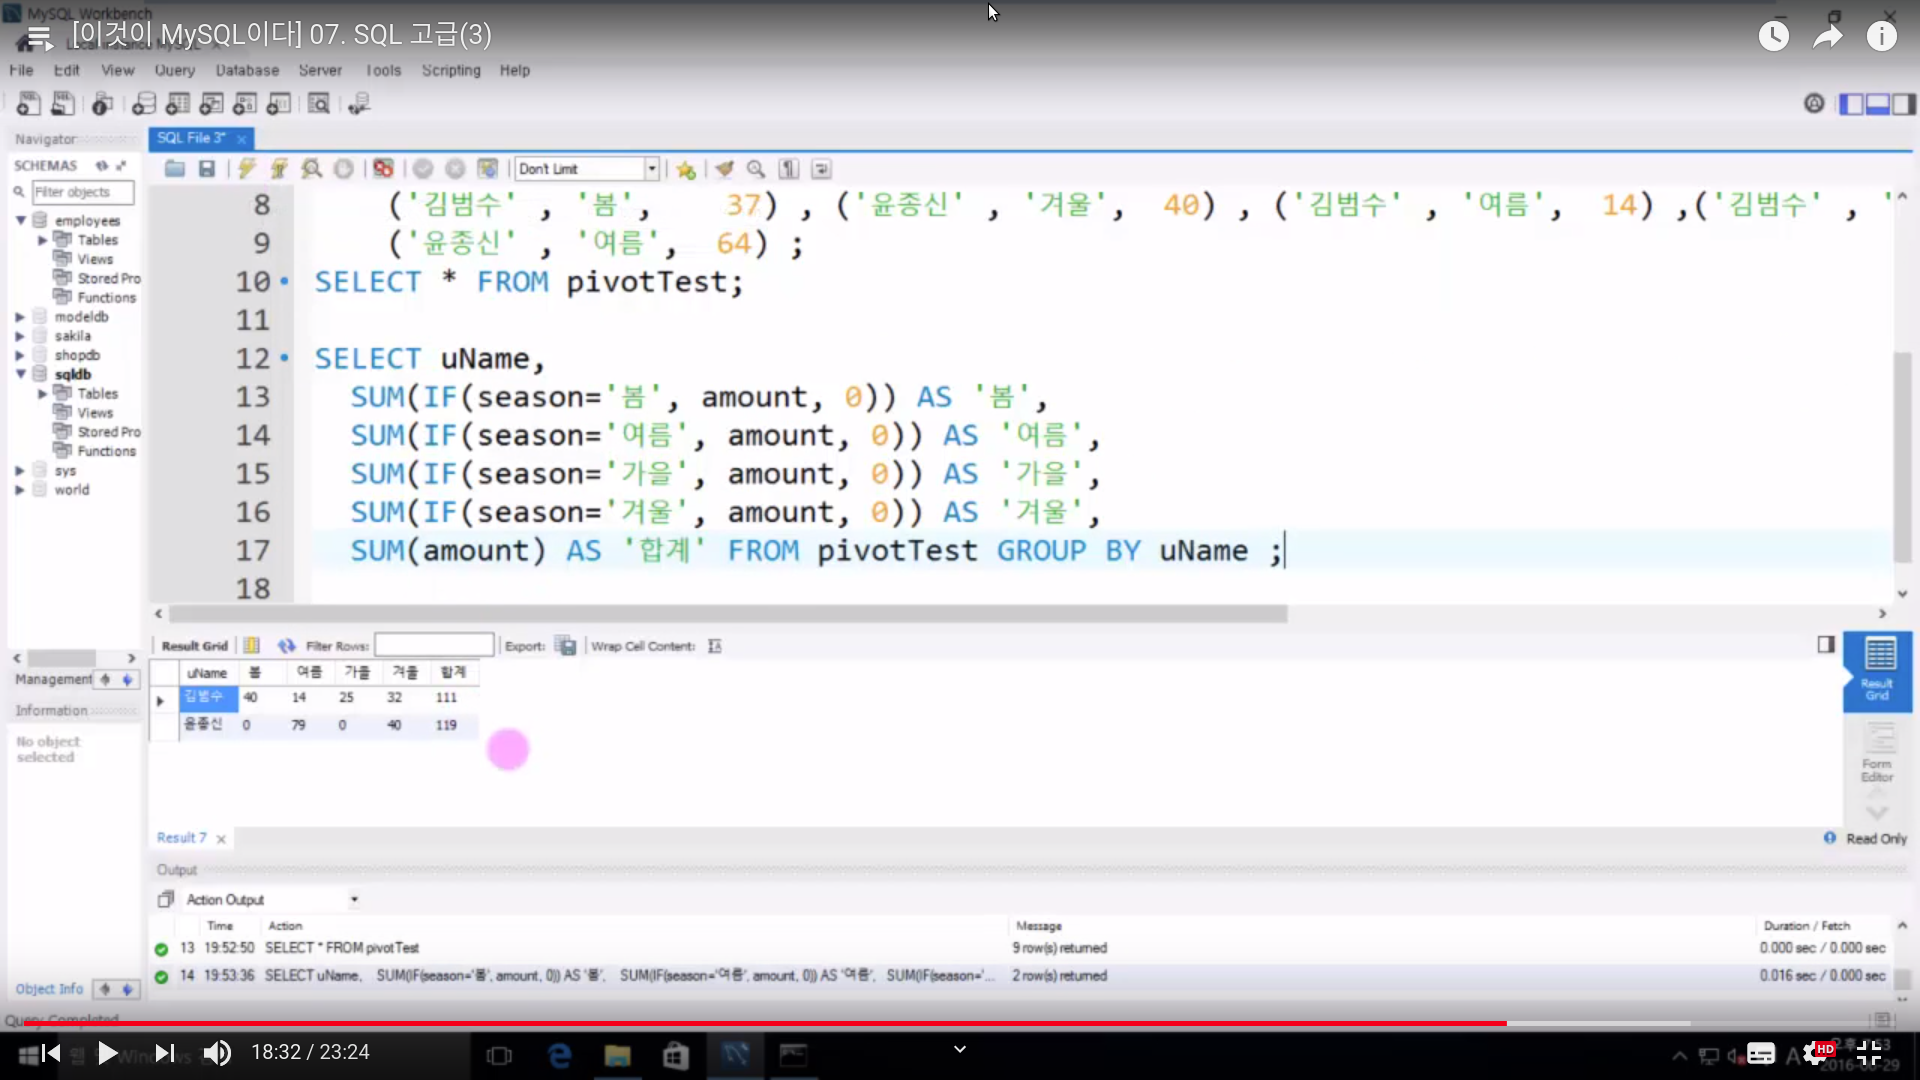 MySQL Workbench
[이것이 MySQL이다] 07. SQL 고급(3)
File Edit View Query Database Server Tools Scripting Help
Navigator
SQL File 3*
SCHEMAS
Don't Limit
Filter objects
employees
Tables
Views
Stored Pro
Functions
modeldb
sakila
shopdb
sqldb
Tables
Views
Stored Pro
Functions
sys
world
8 ('김범수' , '봄', 37) , ('윤종신' , '겨울', 40) , ('김범수' , '여름', 14) ,('김범수' , '
9 ('윤종신' , '여름', 64) ;
10 SELECT * FROM pivotTest;
11
12 SELECT uName,
13 SUM(IF(season='봄', amount, 0)) AS '봄',
14 SUM(IF(season='여름', amount, 0)) AS '여름',
15 SUM(IF(season='가을', amount, 0)) AS '가을',
16 SUM(IF(season='겨울', amount, 0)) AS '겨울',
17 SUM(amount) AS '합계' FROM pivotTest GROUP BY uName ;
18
Result Grid Filter Rows: Export: Wrap Cell Content:
uName 봄 여름 가을 겨울 합계
김범수 40 14 25 32 111
윤종신 0 79 0 40 119
Result Grid
Form Editor
Management
Information
No object selected
Result 7
Read Only
Output
Action Output
Time Action Message Duration / Fetch
13 19:52:50 SELECT * FROM pivotTest 9 row(s) returned 0.000 sec / 0.000 sec
14 19:53:36 SELECT uName, SUM(IF(season='봄', amount, 0)) AS '봄', SUM(IF(season='여름', amount, 0)) AS '여름', SUM(IF(season='... 2 row(s) returned 0.016 sec / 0.000 sec
Object Info
Query Completed
18:32 / 23:24
HD